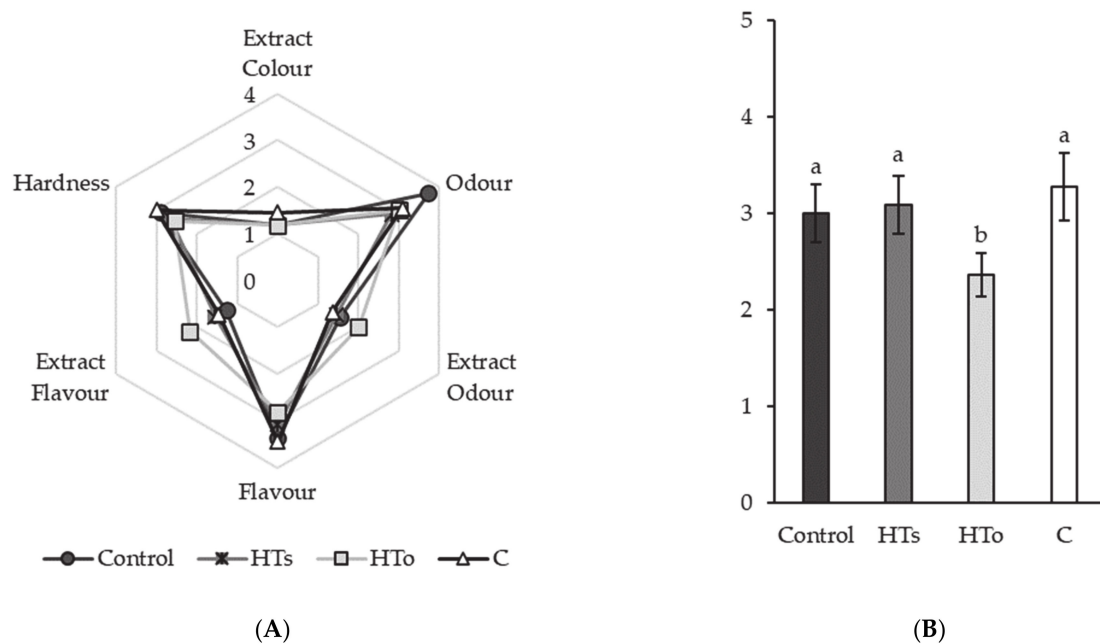 Extract
Colour
4
3
2
1
0
Hardness
Odour
Extract
Flavour
Extract
Odour
Flavour
Control HTs HTo C
(A)
5
4
3
2
1
0
a a b a
Control HTs HTo C
(B)